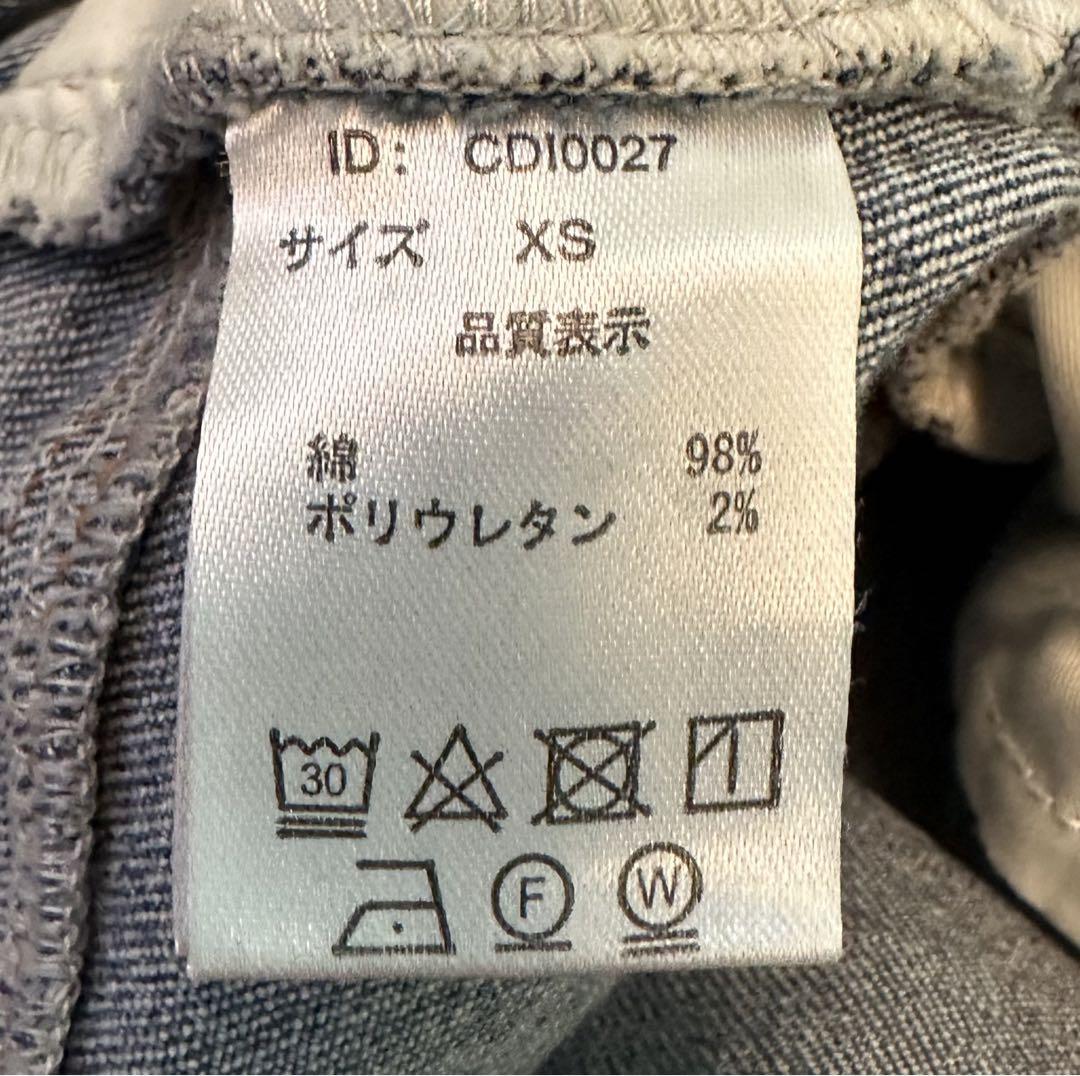 ID: CDI0027
サイズ XS
品質表示
綿 98%
ポリウレタン 2%
30
F W